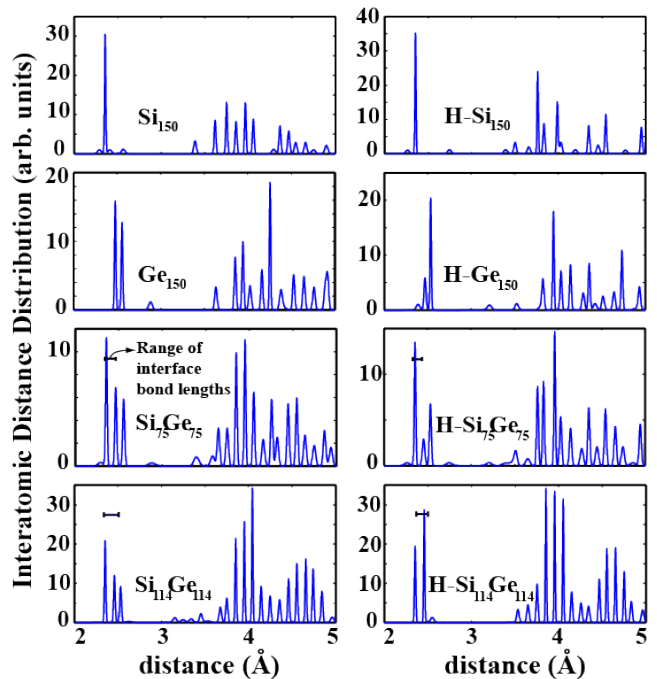 Interatomic Distance Distribution (arb. units)
40
30
20
10
0
Si150
40
30
20
10
0
H-Si150
20
10
0
Ge150
20
10
0
H-Ge150
10
0
Range of
interface
bond lengths
Si75Ge75
10
0
H-Si75Ge75
30
20
10
0
Si114Ge114
30
20
10
0
H-Si114Ge114
2 3 4 5
2 3 4 5
distance (Å)
distance (Å)